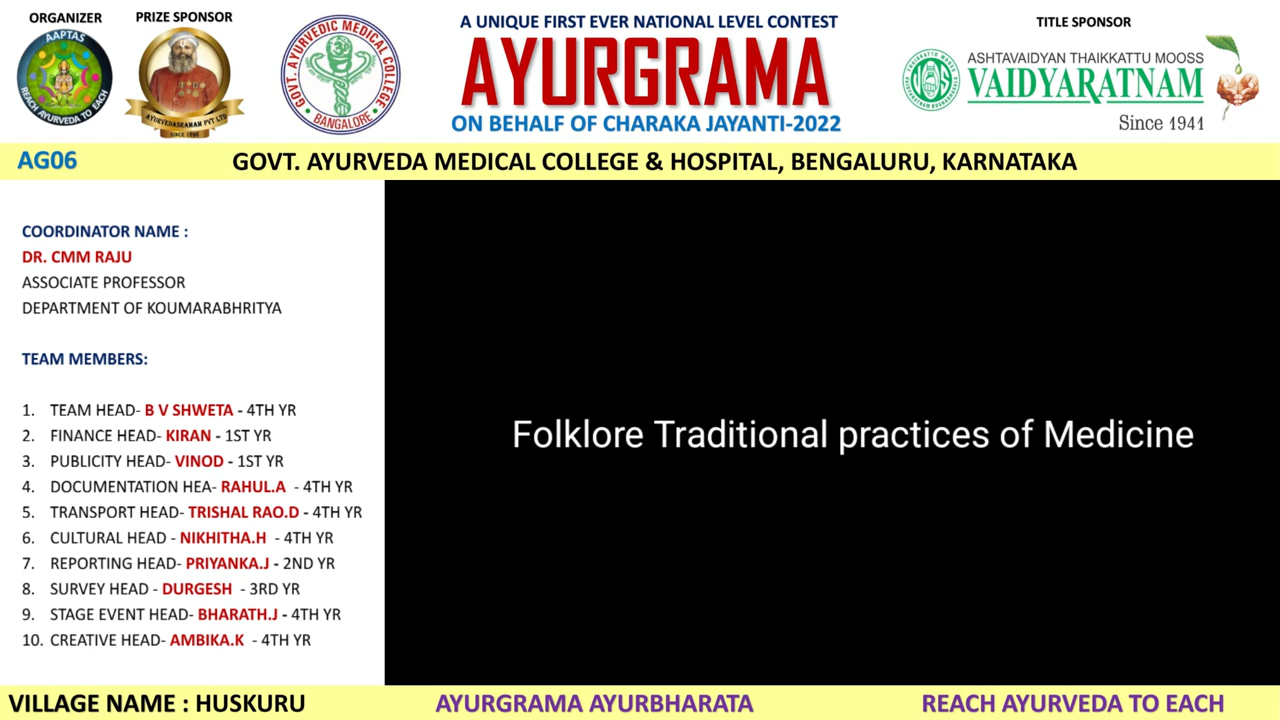 ORGANIZER
AAPTAS
REACH AYURVEDA TO EACH
PRIZE SPONSOR
AYURVEDASRAMAM PVT LTD
SINCE 1896
GOVT. AYURVEDIC MEDICAL COLLEGE
BANGALORE
A UNIQUE FIRST EVER NATIONAL LEVEL CONTEST
AYURGRAMA
ON BEHALF OF CHARAKA JAYANTI-2022
TITLE SPONSOR
ASHTAVAIDYAN THAIKKATTU MOOSS
VAIDYARATNAM
Since 1941
AG06
GOVT. AYURVEDA MEDICAL COLLEGE & HOSPITAL, BENGALURU, KARNATAKA
COORDINATOR NAME :
DR. CMM RAJU
ASSOCIATE PROFESSOR
DEPARTMENT OF KOUMARABHRITYA
TEAM MEMBERS:
1. TEAM HEAD- B V SHWETA - 4TH YR
2. FINANCE HEAD- KIRAN - 1ST YR
3. PUBLICITY HEAD- VINOD - 1ST YR
4. DOCUMENTATION HEA- RAHUL.A - 4TH YR
5. TRANSPORT HEAD- TRISHAL RAO.D - 4TH YR
6. CULTURAL HEAD - NIKHITHA.H - 4TH YR
7. REPORTING HEAD- PRIYANKA.J - 2ND YR
8. SURVEY HEAD - DURGESH - 3RD YR
9. STAGE EVENT HEAD- BHARATH.J - 4TH YR
10. CREATIVE HEAD- AMBIKA.K - 4TH YR
Folklore Traditional practices of Medicine
VILLAGE NAME : HUSKURU
AYURGRAMA AYURBHARATA
REACH AYURVEDA TO EACH